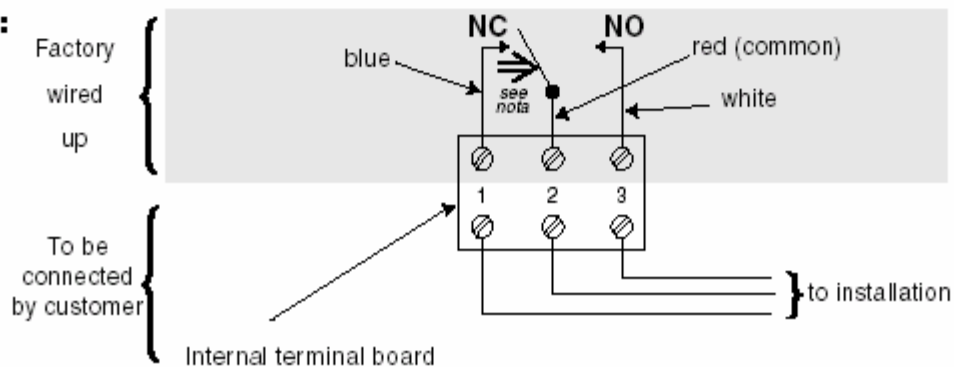 :
Factory
wired
up
NC
NO
blue
see
nota
red (common)
white
1 2 3
To be
connected
by customer
to installation
Internal terminal board